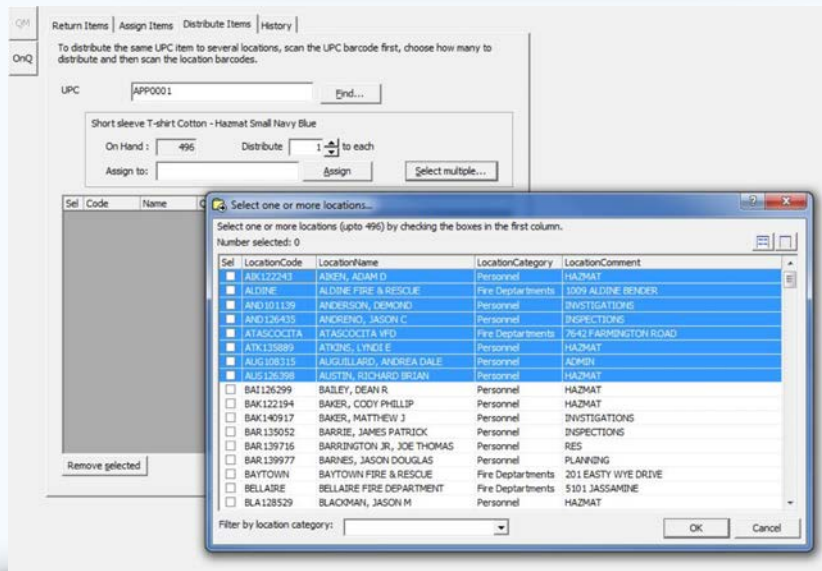 QM
OnQ
Return Items Assign Items Distribute Items History
To distribute the same UPC item to several locations, scan the UPC barcode first, choose how many to
distribute and then scan the location barcodes.
UPC APP0001 Find...
Short sleeve T-shirt Cotton - Hazmat Small Navy Blue
On Hand : 496 Distribute 1 to each
Assign to: Assign Select multiple...
Sel Code Name
Remove selected
Select one or more locations...
Select one or more locations (upto 496) by checking the boxes in the first column.
Number selected: 0
Sel LocationCode LocationName LocationCategory LocationComment
AIK122243 AIKEN, ADAM D Personnel HAZMAT
ALDINE ALDINE FIRE & RESCUE Fire Deptartments 1009 ALDINE BENDER
AND101139 ANDERSON, DEMOND Personnel INVSTIGATIONS
AND126435 ANDRENO, JASON C Personnel INSPECTIONS
ATASCOCITA ATASCOCITA VFD Fire Deptartments 7642 FARMINGTON ROAD
ATK135889 ATKINS, LYNDI E Personnel HAZMAT
AUG108315 AUGUILLARD, ANDREA DALE Personnel ADMIN
AUS126398 AUSTIN, RICHARD BRIAN Personnel HAZMAT
BAI126299 BAILEY, DEAN R Personnel HAZMAT
BAK122194 BAKER, CODY PHILLIP Personnel HAZMAT
BAK140917 BAKER, MATTHEW J Personnel INVSTIGATIONS
BAR135052 BARRIE, JAMES PATRICK Personnel INSPECTIONS
BAR139716 BARRINGTON JR, JOE THOMAS Personnel RES
BAR139977 BARNES, JASON DOUGLAS Personnel PLANNING
BAYTOWN BAYTOWN FIRE & RESCUE Fire Deptartments 201 EASTY WYE DRIVE
BELLAIRE BELLAIRE FIRE DEPARTMENT Fire Deptartments 5101 JASSAMINE
BLA128529 BLACKMAN, JASON M Personnel HAZMAT
Filter by location category: OK Cancel